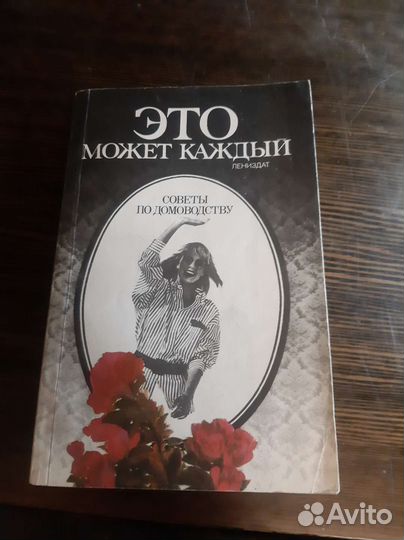 ЭТО
МОЖЕТ КАЖДЫЙ
ЛЕНИЗДАТ
СОВЕТЫ
ПО ДОМОВОДСТВУ
Avito